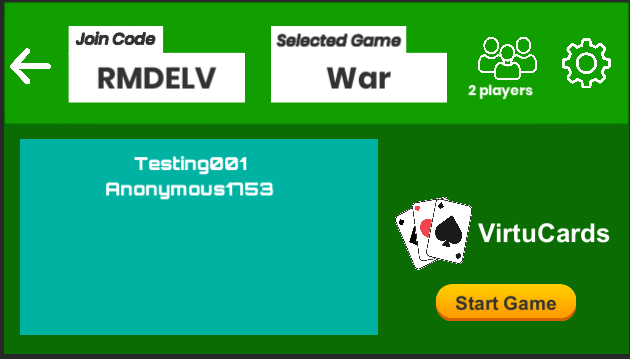 Join Code
RMDELV
Selected Game
War
2 players
Testing001
Anonymous1753
VirtuCards
Start Game